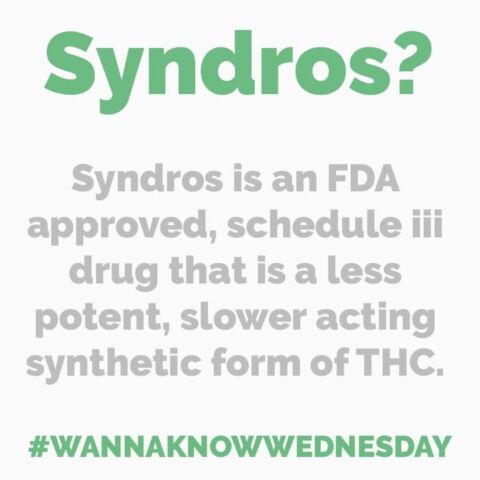 Syndros?
Syndros is an FDA
approved, schedule iii
drug that is a less
potent, slower acting
synthetic form of THC.
#WANNAKNOWWEDNESDAY